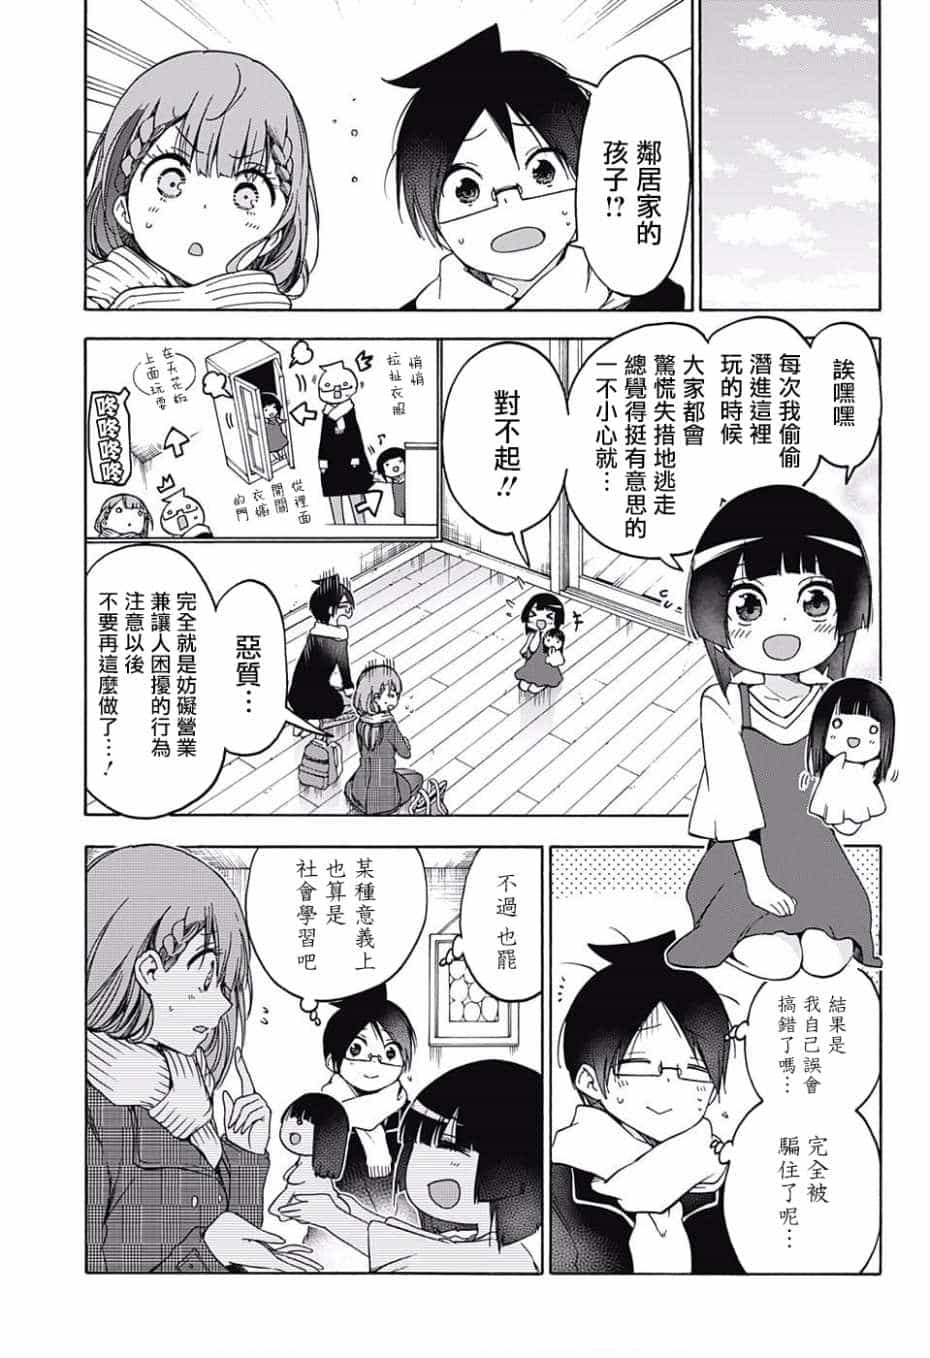 鄰居家的
孩子!?
誒嘿嘿
每次我偷偷
潛進這裡
玩的時候
大家都會
驚慌失措地逃走
總覺得挺有意思的
一不小心就…
對不起!!
悄悄
拉扯衣服
從裡面
開關
衣櫥
的門
在天花板
上面玩耍
咚咚咚咚
惡質…
完全就是妨礙營業
兼讓人困擾的行為
注意以後
不要再這麼做了…!
結果是
我自己誤會
搞錯了嗎…
完全被
騙住了呢…
不過 也罷
某種意義上
也算是
社會學習吧